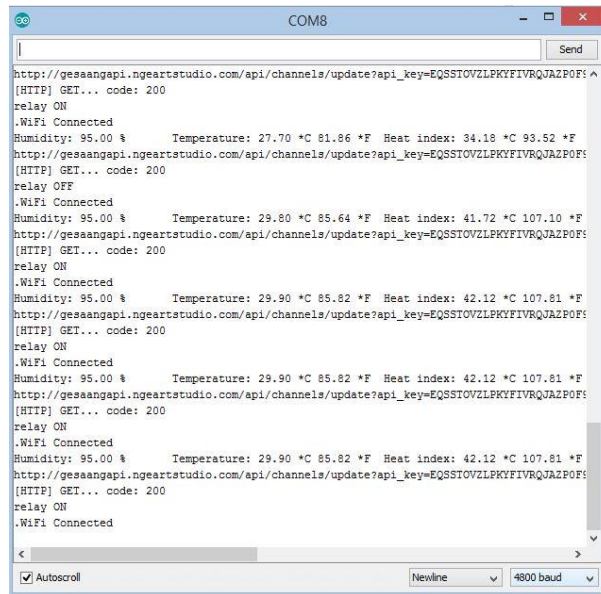 COM8
Send
http://gesaangapi.ngeartstudio.com/api/channels/update?api_key=EQSSTOVZLPKYFIVRQJAZP0F9
[HTTP] GET... code: 200
relay ON
.WiFi Connected
Humidity: 95.00 % Temperature: 27.70 *C 81.86 *F Heat index: 34.18 *C 93.52 *F
http://gesaangapi.ngeartstudio.com/api/channels/update?api_key=EQSSTOVZLPKYFIVRQJAZP0F9
[HTTP] GET... code: 200
relay OFF
.WiFi Connected
Humidity: 95.00 % Temperature: 29.80 *C 85.64 *F Heat index: 41.72 *C 107.10 *F
http://gesaangapi.ngeartstudio.com/api/channels/update?api_key=EQSSTOVZLPKYFIVRQJAZP0F9
[HTTP] GET... code: 200
relay ON
.WiFi Connected
Humidity: 95.00 % Temperature: 29.90 *C 85.82 *F Heat index: 42.12 *C 107.81 *F
http://gesaangapi.ngeartstudio.com/api/channels/update?api_key=EQSSTOVZLPKYFIVRQJAZP0F9
[HTTP] GET... code: 200
relay ON
.WiFi Connected
Humidity: 95.00 % Temperature: 29.90 *C 85.82 *F Heat index: 42.12 *C 107.81 *F
http://gesaangapi.ngeartstudio.com/api/channels/update?api_key=EQSSTOVZLPKYFIVRQJAZP0F9
[HTTP] GET... code: 200
relay ON
.WiFi Connected
Humidity: 95.00 % Temperature: 29.90 *C 85.82 *F Heat index: 42.12 *C 107.81 *F
http://gesaangapi.ngeartstudio.com/api/channels/update?api_key=EQSSTOVZLPKYFIVRQJAZP0F9
[HTTP] GET... code: 200
relay ON
.WiFi Connected
Autoscroll Newline 4800 baud